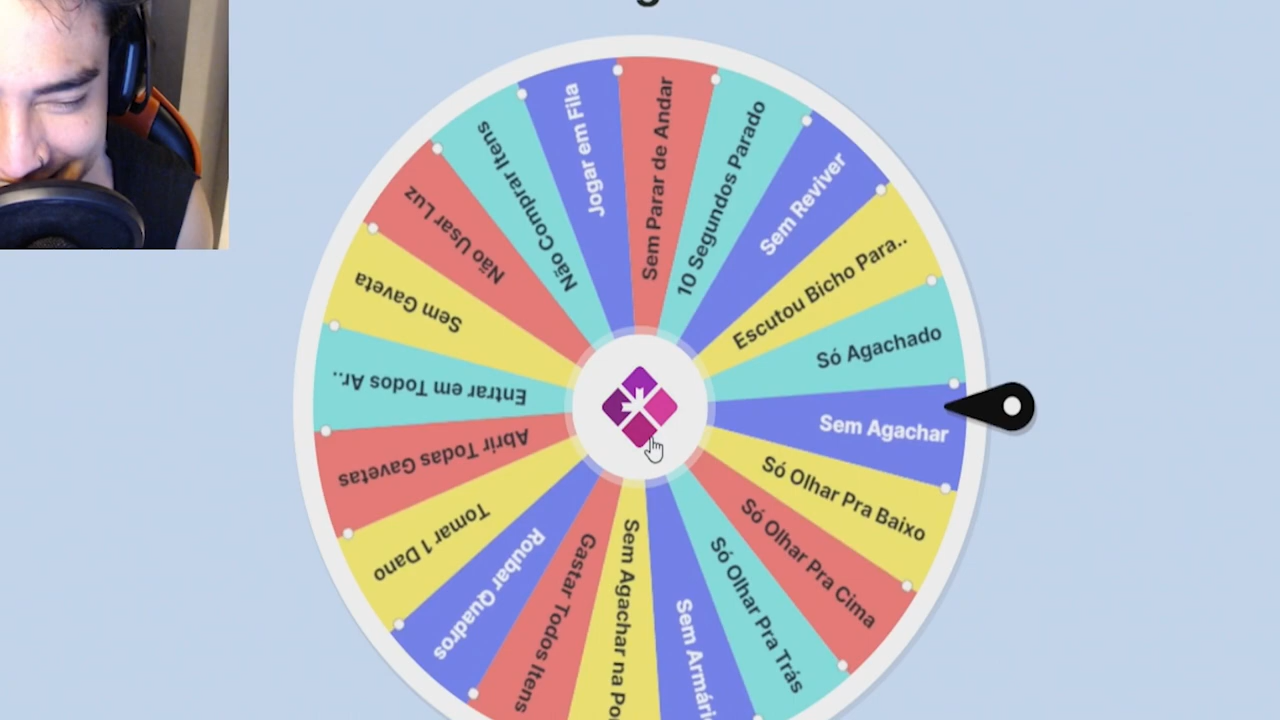 Jogar em Fila
Sem Parar de Andar
10 Segundos Parado
Sem Reviver
Escutou Bicho Para..
Só Agachado
Sem Agachar
Só Olhar Pra Baixo
Só Olhar Pra Cima
Só Olhar Pra Trás
Sem Armári
Sem Agachar na Po
Gastar Todos Itens
Roubar Quadros
Tomar 1 Dano
Abrir Todas Gavetas
Entrar em Todos Ar..
Sem Gaveta
Não Usar Luz
Não Comprar Itens